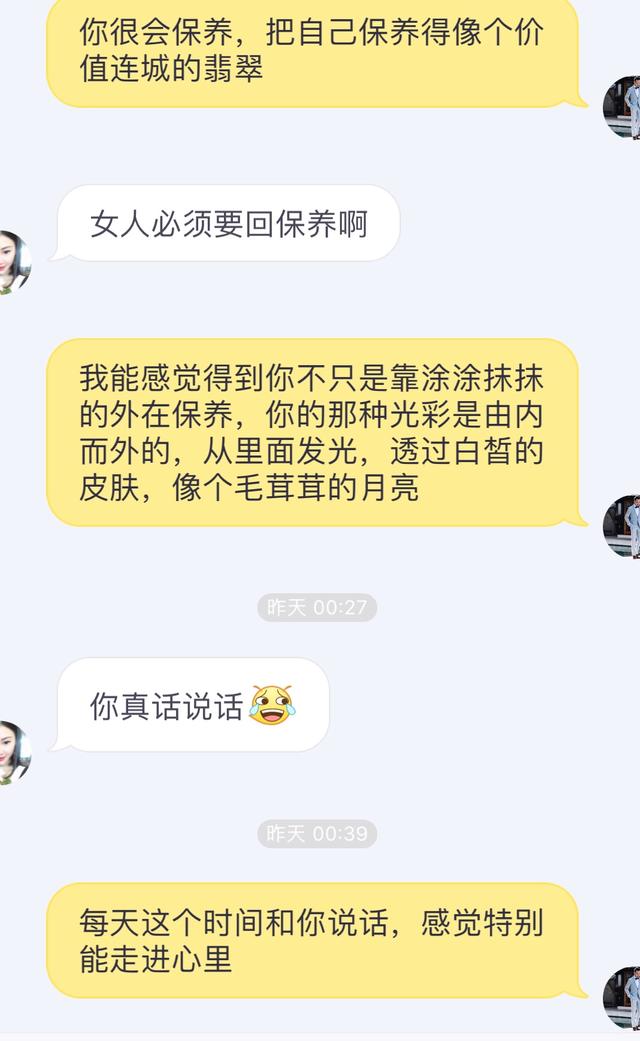 你很会保养，把自己保养得像个价
值连城的翡翠
女人必须要回保养啊
我能感觉得到你不只是靠涂涂抹抹
的外在保养，你的那种光彩是由内
而外的，从里面发光，透过白皙的
皮肤，像个毛茸茸的月亮
昨天 00:27
你真话说话
昨天 00:39
每天这个时间和你说话，感觉特别
能走进心里